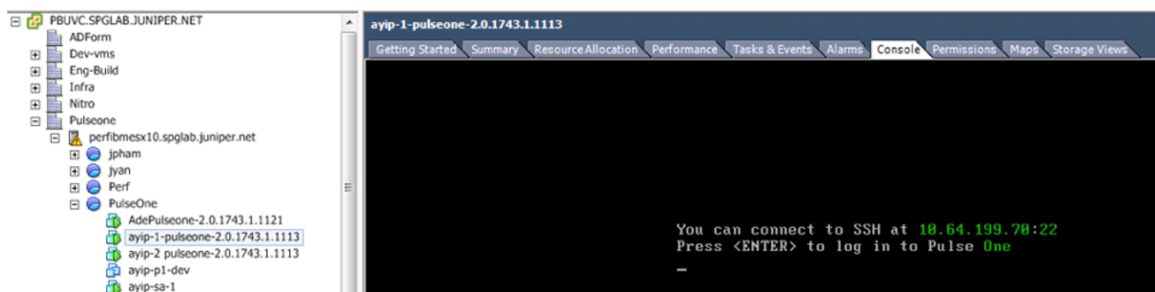 PBUVC.SPGLAB.JUNIPER.NET
ADForm
Dev-vms
Eng-Build
Infra
Nitro
Pulseone
perfibmesx10.spglab.juniper.net
jpham
jyan
Perf
PulseOne
AdePulseone-2.0.1743.1.1121
ayip-1-pulseone-2.0.1743.1.1113
ayip-2 pulseone-2.0.1743.1.1113
ayip-p1-dev
ayip-sa-1
ayip-1-pulseone-2.0.1743.1.1113
Getting Started Summary Resource Allocation Performance Tasks & Events Alarms Console Permissions Maps Storage Views
You can connect to SSH at 10.64.199.70:22
Press <ENTER> to log in to Pulse One